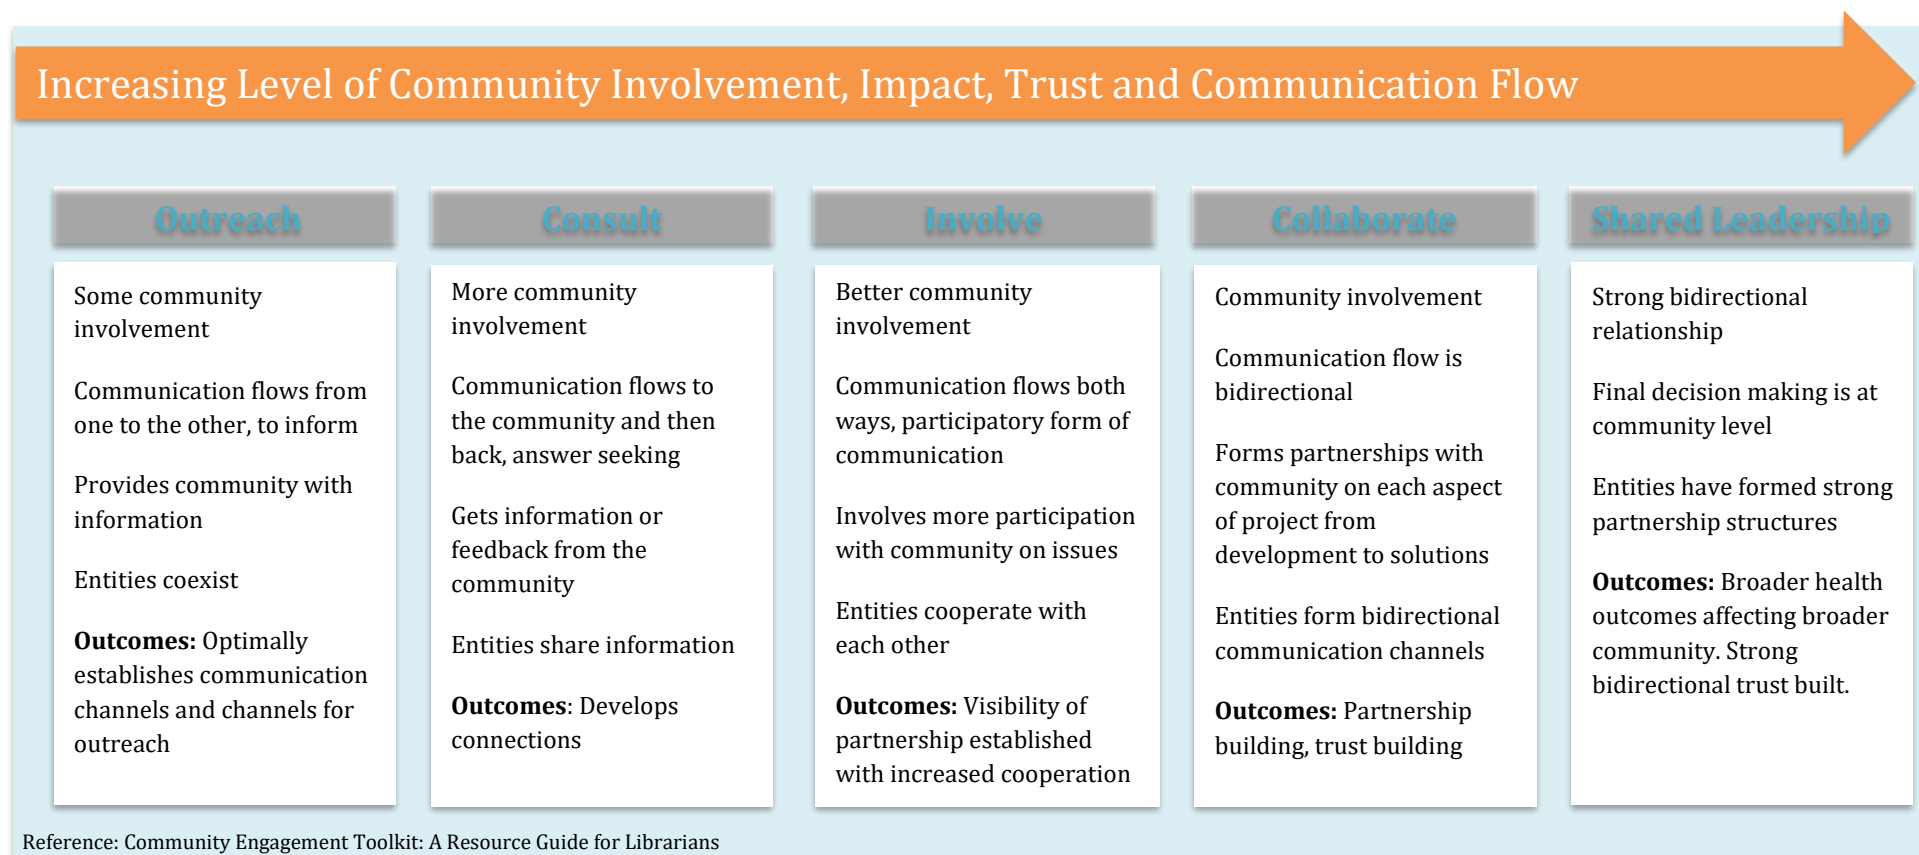 Increasing Level of Community Involvement, Impact, Trust and Communication Flow
Outreach
Some community
involvement
Communication flows from
one to the other, to inform
Provides community with
information
Entities coexist
Outcomes: Optimally
establishes communication
channels and channels for
outreach
Consult
More community
involvement
Communication flows to
the community and then
back, answer seeking
Gets information or
feedback from the
community
Entities share information
Outcomes: Develops
connections
Involve
Better community
involvement
Communication flows both
ways, participatory form of
communication
Involves more participation
with community on issues
Entities cooperate with
each other
Outcomes: Visibility of
partnership established
with increased cooperation
Collaborate
Community involvement
Communication flow is
bidirectional
Forms partnerships with
community on each aspect
of project from
development to solutions
Entities form bidirectional
communication channels
Outcomes: Partnership
building, trust building
Shared Leadership
Strong bidirectional
relationship
Final decision making is at
community level
Entities have formed strong
partnership structures
Outcomes: Broader health
outcomes affecting broader
community. Strong
bidirectional trust built.
Reference: Community Engagement Toolkit: A Resource Guide for Librarians